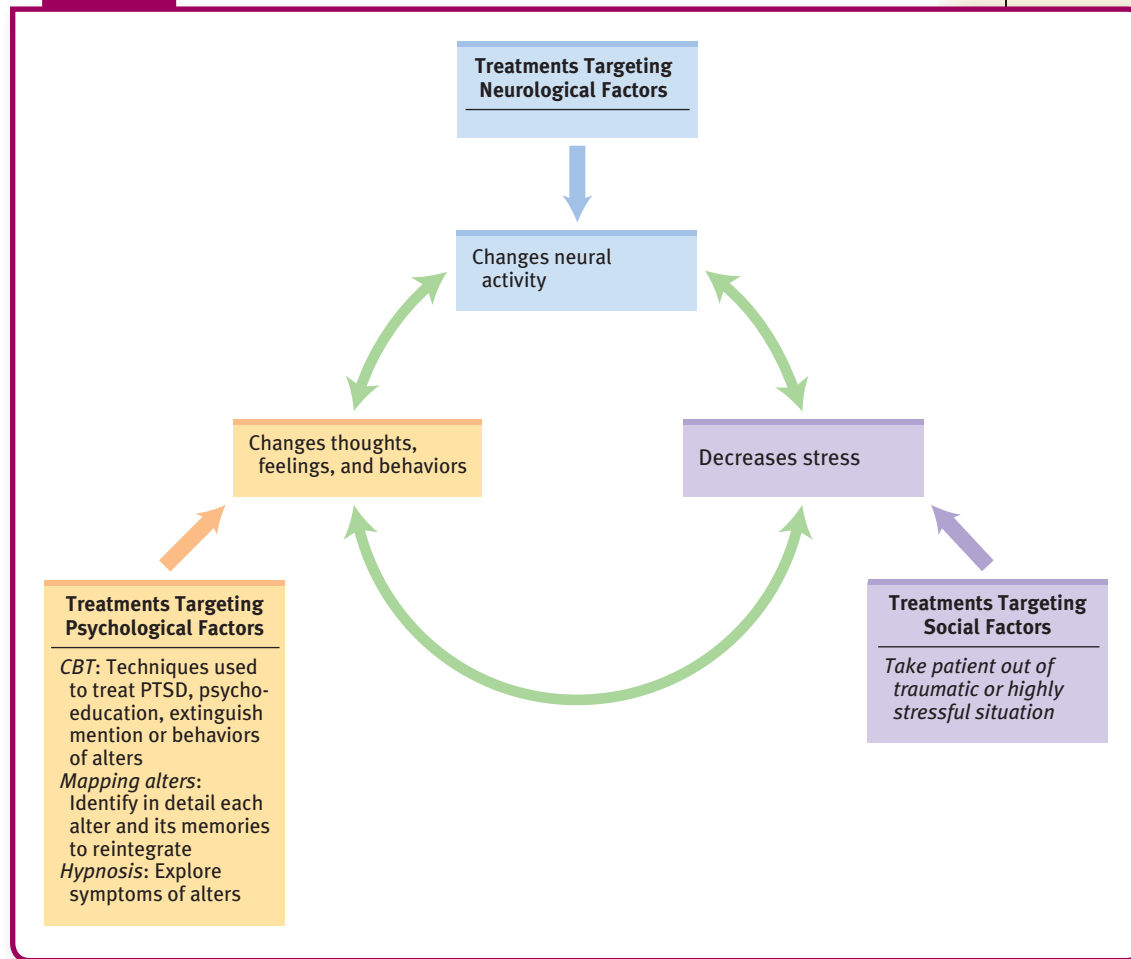 Treatments Targeting
Neurological Factors
Changes neural
activity
Changes thoughts,
feelings, and behaviors
Decreases stress
Treatments Targeting
Psychological Factors
CBT: Techniques used
to treat PTSD, psycho-
education, extinguish
mention or behaviors
of alters
Mapping alters:
Identify in detail each
alter and its memories
to reintegrate
Hypnosis: Explore
symptoms of alters
Treatments Targeting
Social Factors
Take patient out of
traumatic or highly
stressful situation